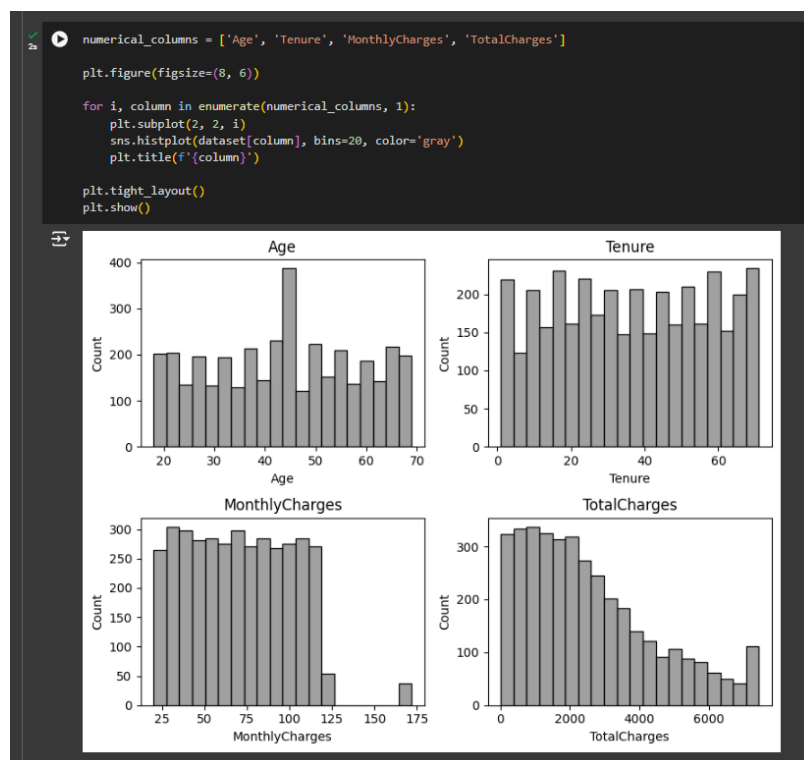 2s
numerical_columns = ['Age', 'Tenure', 'MonthlyCharges', 'TotalCharges']
plt.figure(figsize=(8, 6))
for i, column in enumerate(numerical_columns, 1):
    plt.subplot(2, 2, i)
    sns.histplot(dataset[column], bins=20, color='gray')
    plt.title(f'{column}')
plt.tight_layout()
plt.show()
Age
400
300
200
100
0
Count
20 30 40 50 60 70
Age
Tenure
200
150
100
50
0
Count
0 20 40 60
Tenure
MonthlyCharges
300
250
200
150
100
50
0
Count
25 50 75 100 125 150 175
MonthlyCharges
TotalCharges
300
200
100
0
Count
0 2000 4000 6000
TotalCharges